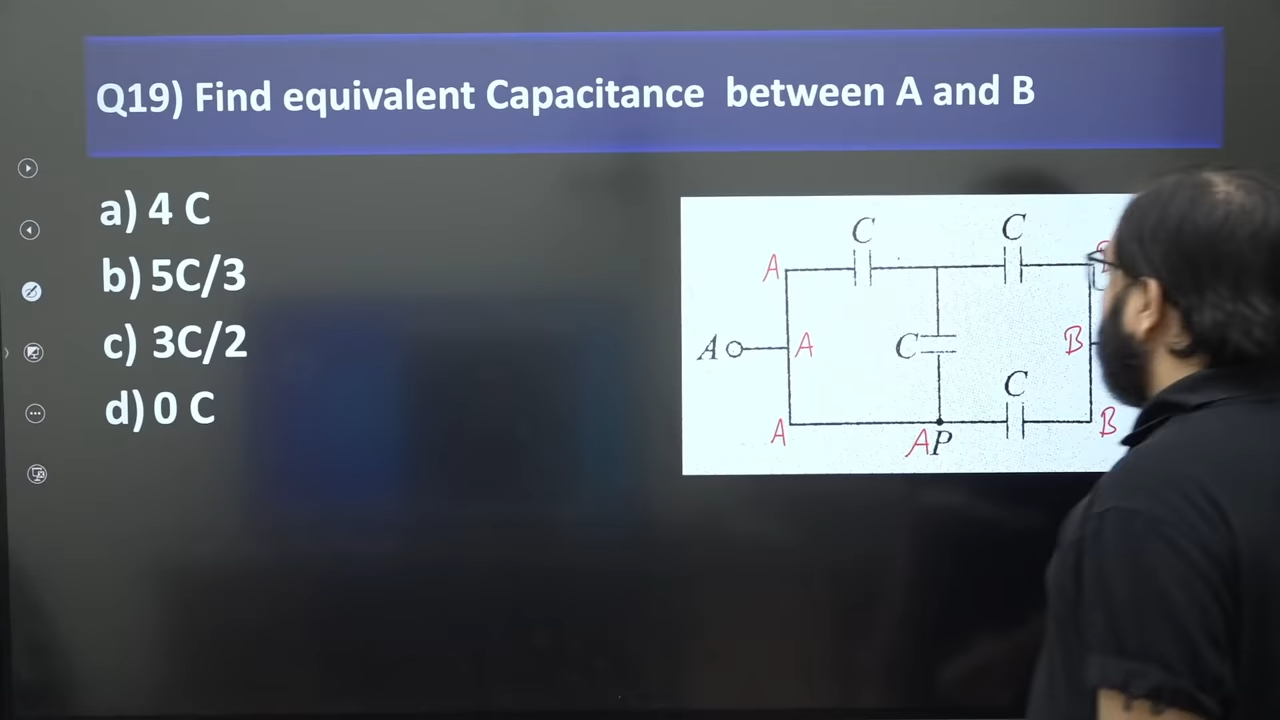 Q19) Find equivalent Capacitance between A and B
a) 4 C
b) 5C/3
c) 3C/2
d) 0 C
C C
A
A A C B
C
A AP B